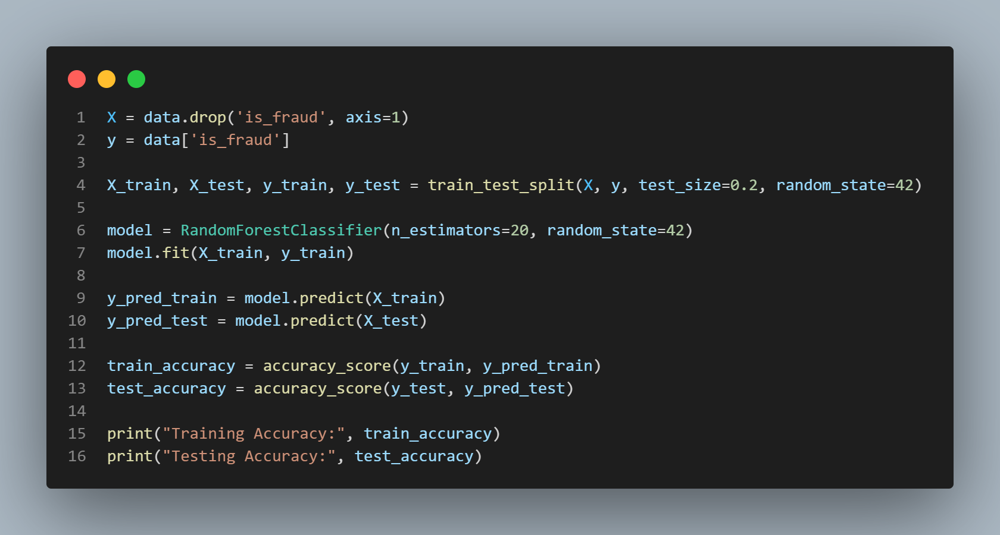 1 X = data.drop('is_fraud', axis=1)
2 y = data['is_fraud']
3
4 X_train, X_test, y_train, y_test = train_test_split(X, y, test_size=0.2, random_state=42)
5
6 model = RandomForestClassifier(n_estimators=20, random_state=42)
7 model.fit(X_train, y_train)
8
9 y_pred_train = model.predict(X_train)
10 y_pred_test = model.predict(X_test)
11
12 train_accuracy = accuracy_score(y_train, y_pred_train)
13 test_accuracy = accuracy_score(y_test, y_pred_test)
14
15 print("Training Accuracy:", train_accuracy)
16 print("Testing Accuracy:", test_accuracy)